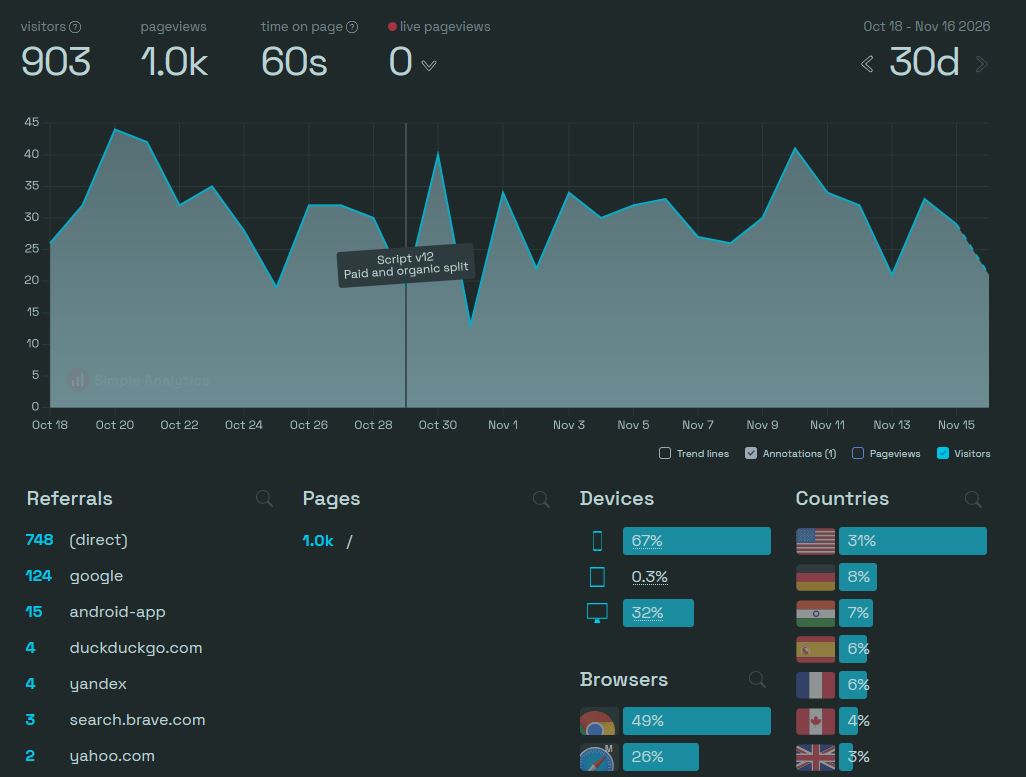 visitors ? pageviews time on page ? live pageviews Oct 18 - Nov 16 2026
903 1.0k 60s 0 30d
45
40
35
30
25
20
15
10
5
0
Script v12
Paid and organic split
Simple Analytics
Oct 18 Oct 20 Oct 22 Oct 24 Oct 26 Oct 28 Oct 30 Nov 1 Nov 3 Nov 5 Nov 7 Nov 9 Nov 11 Nov 13 Nov 15
Trend lines Annotations (1) Pageviews Visitors
Referrals
748 (direct)
124 google
15 android-app
4 duckduckgo.com
4 yandex
3 search.brave.com
2 yahoo.com
Pages
1.0k /
Devices
67%
0.3%
32%
Browsers
49%
M
26%
Countries
31%
8%
7%
6%
6%
4%
3%